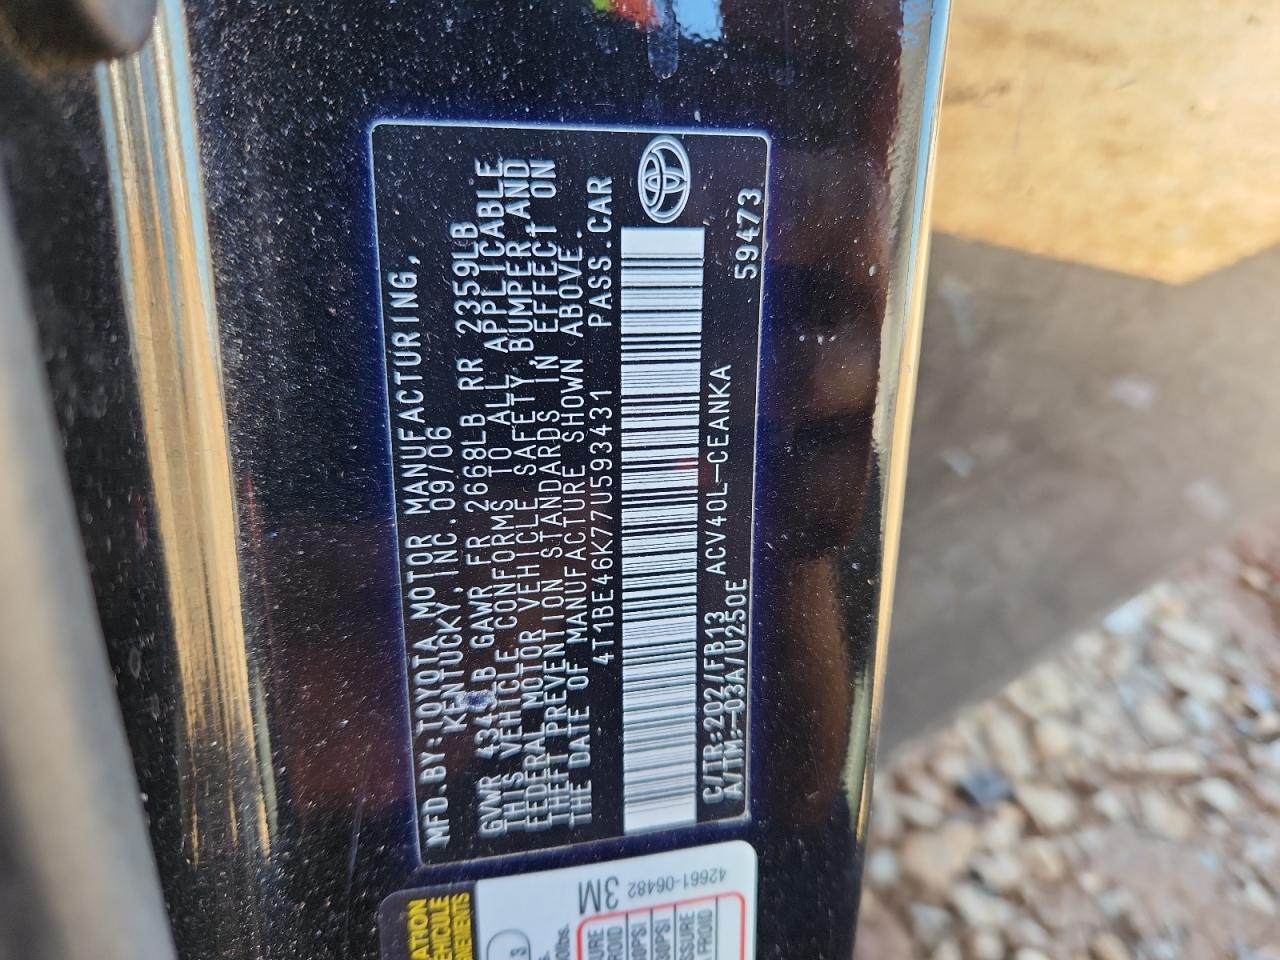 MFD.BY:TOYOTA MOTOR MANUFACTURING,
KENTUCKY,INC.09/06
GVWR 4345LB GAWR FR 2668LB RR 2359LB
THIS VEHICLE CONFORMS TO ALL APPLICABLE
FEDERAL MOTOR VEHICLE SAFETY,BUMPER,AND
THEFT PREVENTION STANDARDS IN EFFECT ON
THE DATE OF MANUFACTURE SHOWN ABOVE.
4T1BE46K77U593431 PASS.CAR
C/TR:202/FB13 ACV40L-CEANKA
A/TM:-03A/U250E 59473
3M
42661-06482